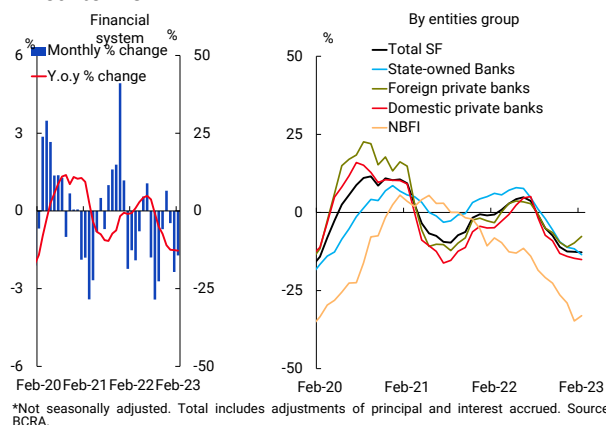 Financial
system
By entities group
%
%
%
6
50
50
Monthly % change
Y.o.y % change
Total SF
State-owned Banks
Foreign private banks
Domestic private banks
NBFI
3
25
25
0
0
0
-3
-25
-25
-6
-50
-50
Feb-20 Feb-21 Feb-22 Feb-23
Feb-20 Feb-21 Feb-22 Feb-23
*Not seasonally adjusted. Total includes adjustments of principal and interest accrued. Source
BCRA.